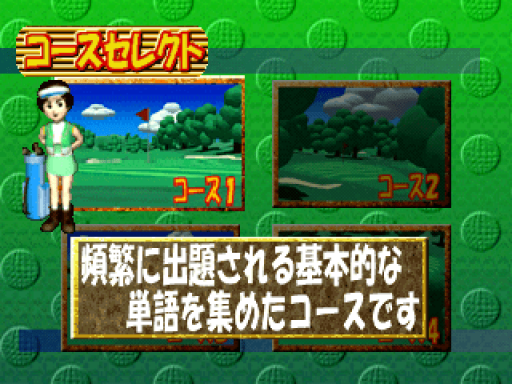 コースセレクト
コース1
コース2
頻繁に出題される基本的な
単語を集めたコースです
4